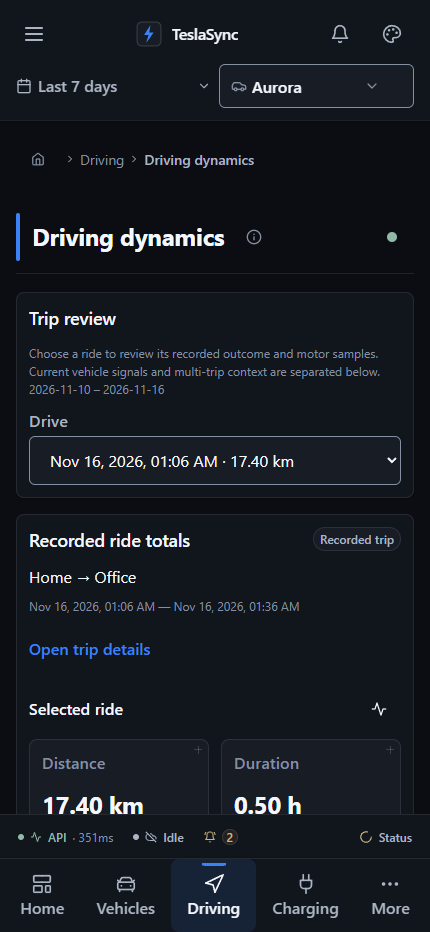 TeslaSync
Last 7 days
Aurora
Driving
Driving dynamics
Driving dynamics
Trip review
Choose a ride to review its recorded outcome and motor samples.
Current vehicle signals and multi-trip context are separated below.
2026-11-10 – 2026-11-16
Drive
Nov 16, 2026, 01:06 AM · 17.40 km
Recorded ride totals
Recorded trip
Home → Office
Nov 16, 2026, 01:06 AM — Nov 16, 2026, 01:36 AM
Open trip details
Selected ride
Distance
Duration
17.40 km
0.50 h
API · 351ms
Idle
2
Status
Home
Vehicles
Driving
Charging
More